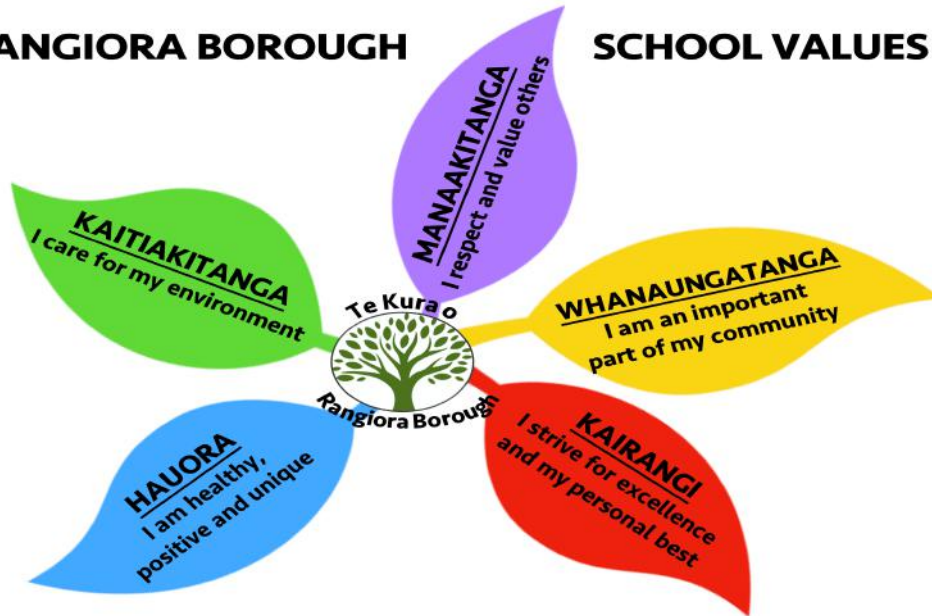 ANGIORA BOROUGH SCHOOL VALUES
MANAAKITANGA
I respect and value others
KAITIAKITANGA
I care for my environment
WHANAUNGATANGA
I am an important
part of my community
Te Kura o
Rangiora Borough
HAUORA
I am healthy,
positive and unique
KAIRANGI
I strive for excellence
and my personal best